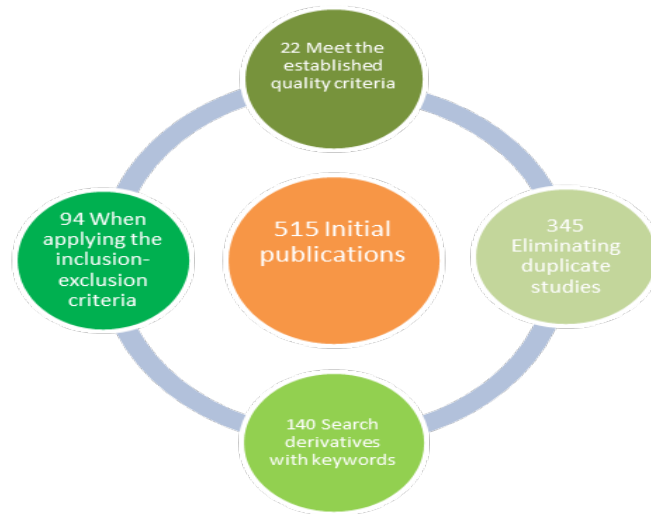 22 Meet the
established
quality criteria
94 When
applying the
inclusion-
exclusion
criteria
515 Initial
publications
345
Eliminating
duplicate
studies
140 Search
derivatives
with keywords